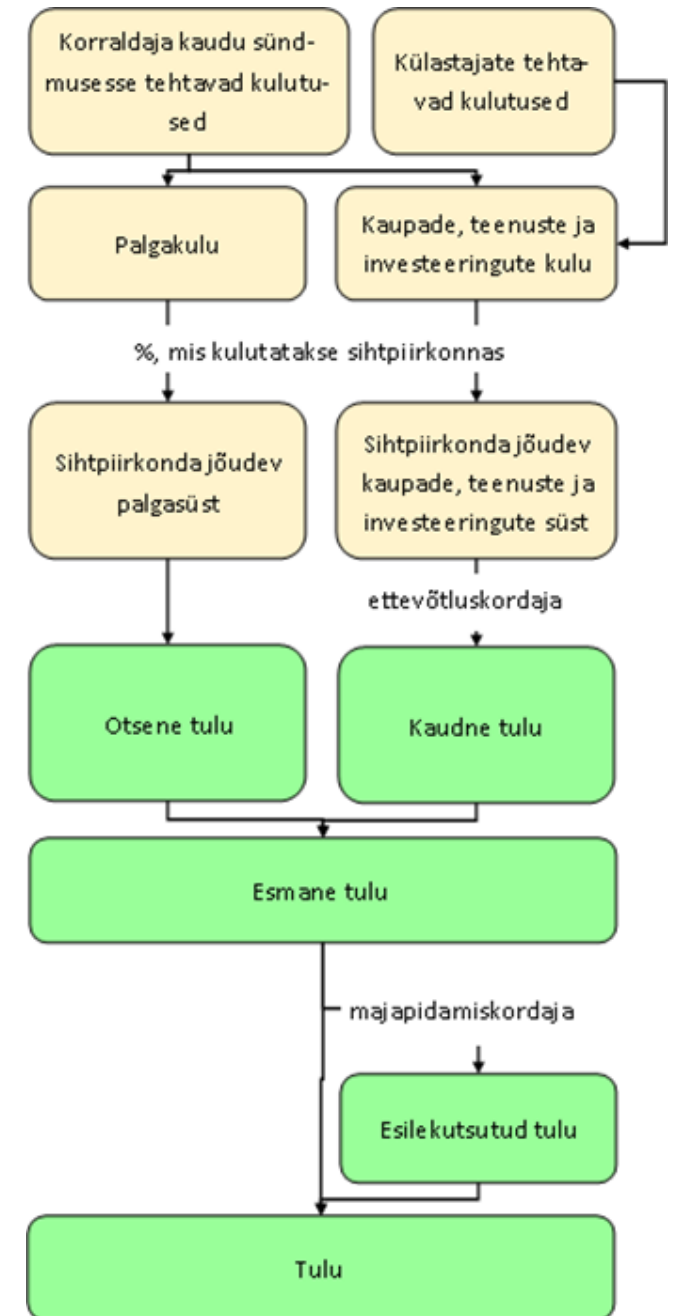 Korraldaja kaudu sünd-
musesse tehtavad kulutu-
sed
Külastajate tehta-
vad kulutused
Palgakulu
Kaupade, teenuste ja
investeeringute kulu
%, mis kulutatakse sihtpiirkonnas
Sihtpiirkonda jõudev
palgasüst
Sihtpiirkonda jõudev
kaupade, teenuste ja
investeeringute süst
ettevõtluskordaja
Otsene tulu
Kaudne tulu
Esmane tulu
majapidamiskordaja
Esilekutsutud tulu
Tulu